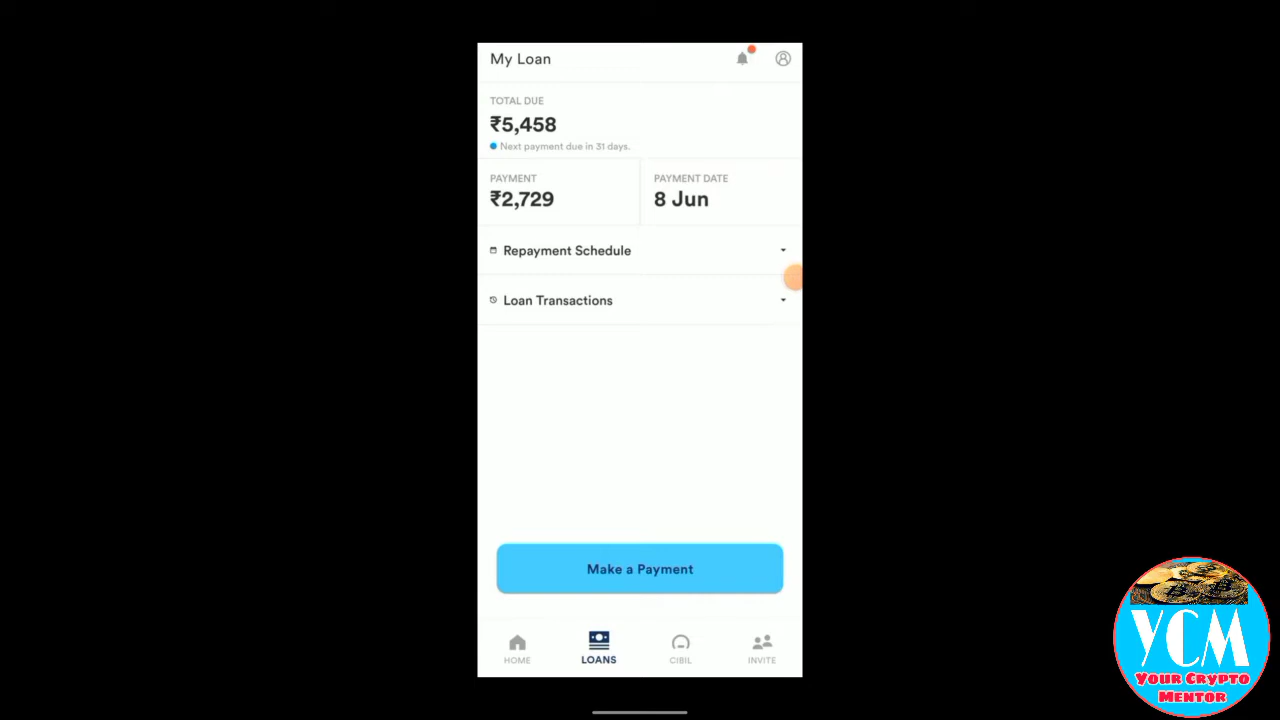 My Loan
TOTAL DUE
₹5,458
Next payment due in 31 days.
PAYMENT
₹2,729
PAYMENT DATE
8 Jun
Repayment Schedule
Loan Transactions
Make a Payment
HOME
LOANS
CIBIL
INVITE
YCM
Your Crypto
Mentor